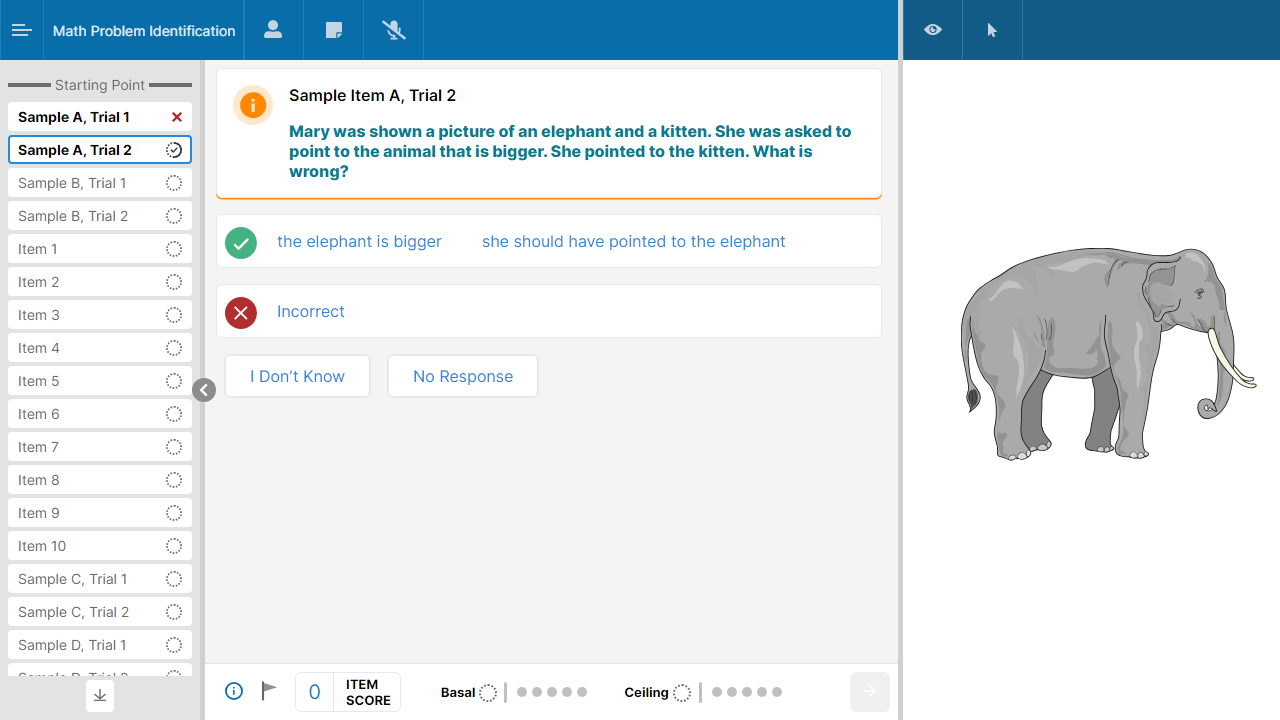 Math Problem Identification
Starting Point
Sample A, Trial 1
Sample A, Trial 2
Sample B, Trial 1
Sample B, Trial 2
Item 1
Item 2
Item 3
Item 4
Item 5
Item 6
Item 7
Item 8
Item 9
Item 10
Sample C, Trial 1
Sample C, Trial 2
Sample D, Trial 1
Sample Item A, Trial 2
Mary was shown a picture of an elephant and a kitten. She was asked to
point to the animal that is bigger. She pointed to the kitten. What is
wrong?
the elephant is bigger she should have pointed to the elephant
Incorrect
I Don’t Know No Response
0 ITEM
SCORE
Basal Ceiling